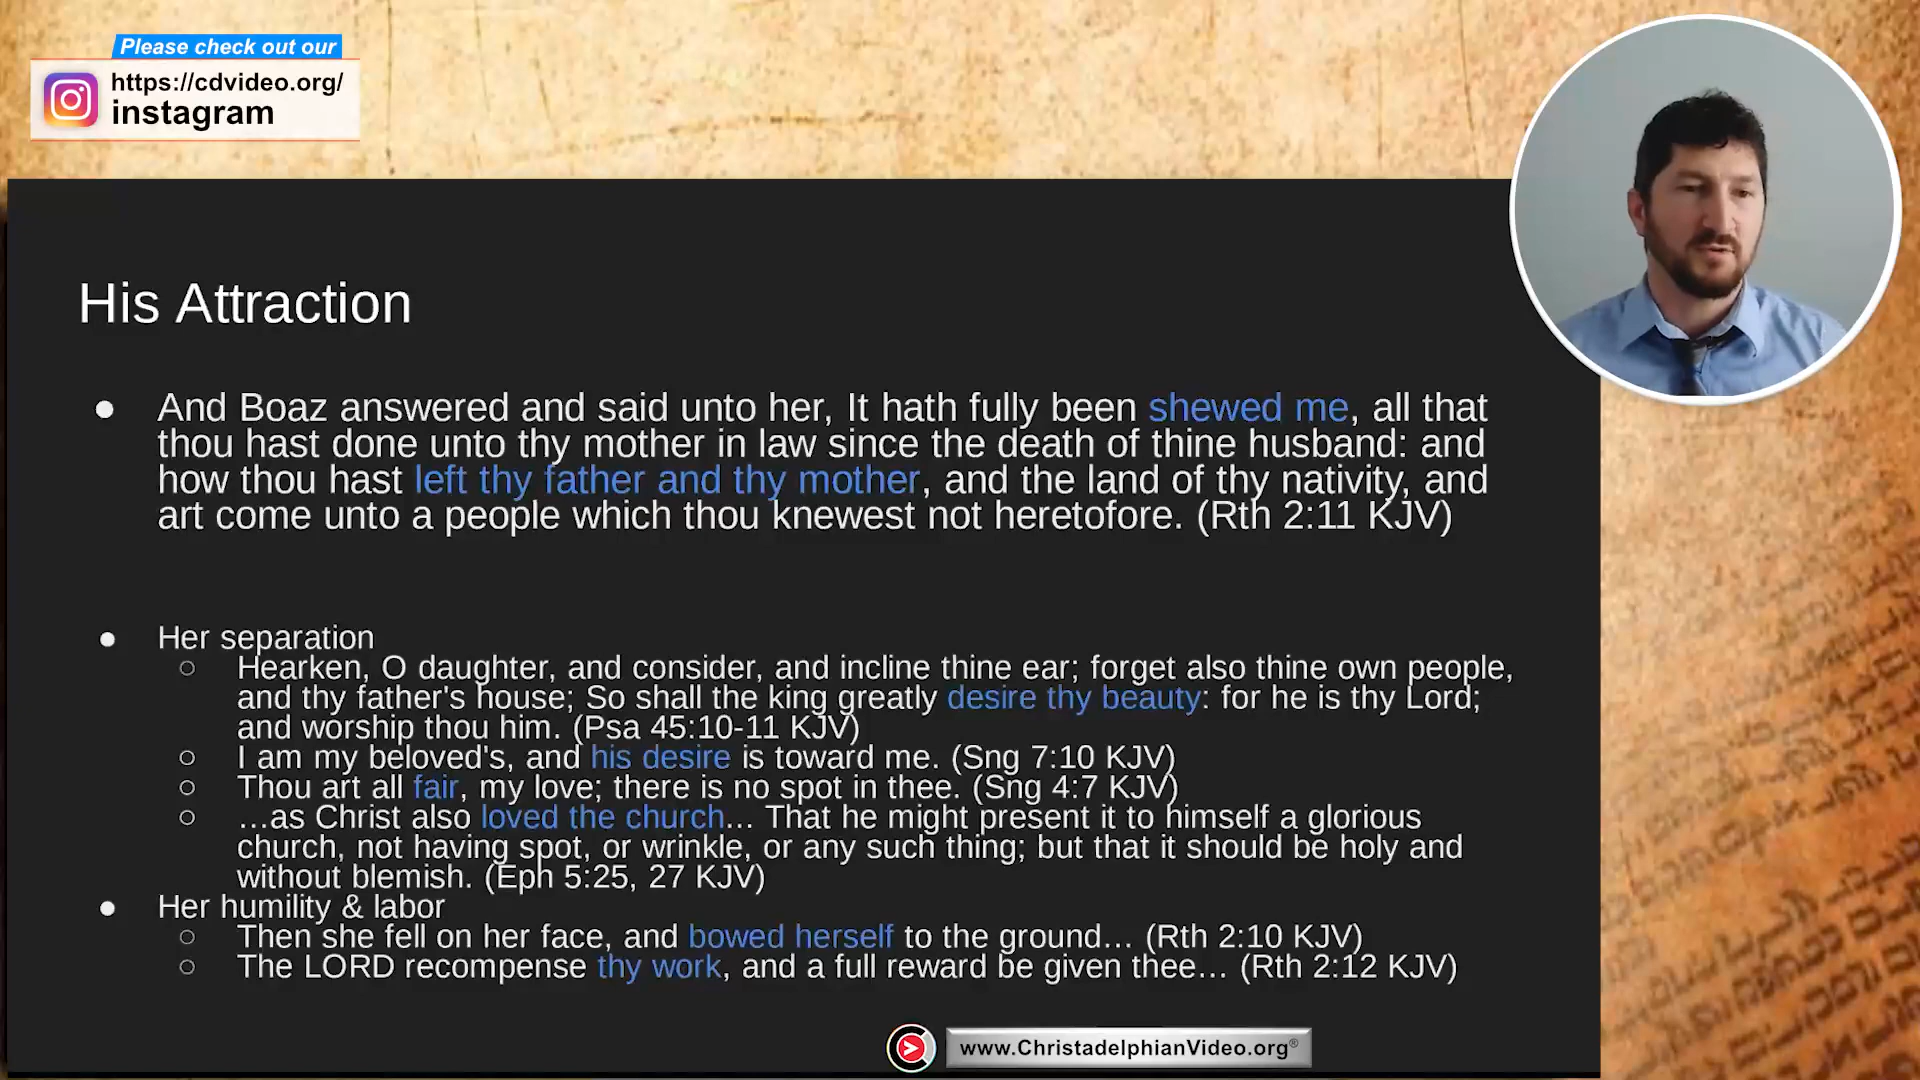 Please check out our
https://cdvideo.org/
instagram
His Attraction
● And Boaz answered and said unto her, It hath fully been shewed me, all that
thou hast done unto thy mother in law since the death of thine husband: and
how thou hast left thy father and thy mother, and the land of thy nativity, and
art come unto a people which thou knewest not heretofore. (Rth 2:11 KJV)
● Her separation
○ Hearken, O daughter, and consider, and incline thine ear; forget also thine own people,
and thy father's house; So shall the king greatly desire thy beauty: for he is thy Lord;
and worship thou him. (Psa 45:10-11 KJV)
○ I am my beloved's, and his desire is toward me. (Sng 7:10 KJV)
○ Thou art all fair, my love; there is no spot in thee. (Sng 4:7 KJV)
○ …as Christ also loved the church… That he might present it to himself a glorious
church, not having spot, or wrinkle, or any such thing; but that it should be holy and
without blemish. (Eph 5:25, 27 KJV)
● Her humility & labor
○ Then she fell on her face, and bowed herself to the ground… (Rth 2:10 KJV)
○ The LORD recompense thy work, and a full reward be given thee… (Rth 2:12 KJV)
www.ChristadelphianVideo.org®